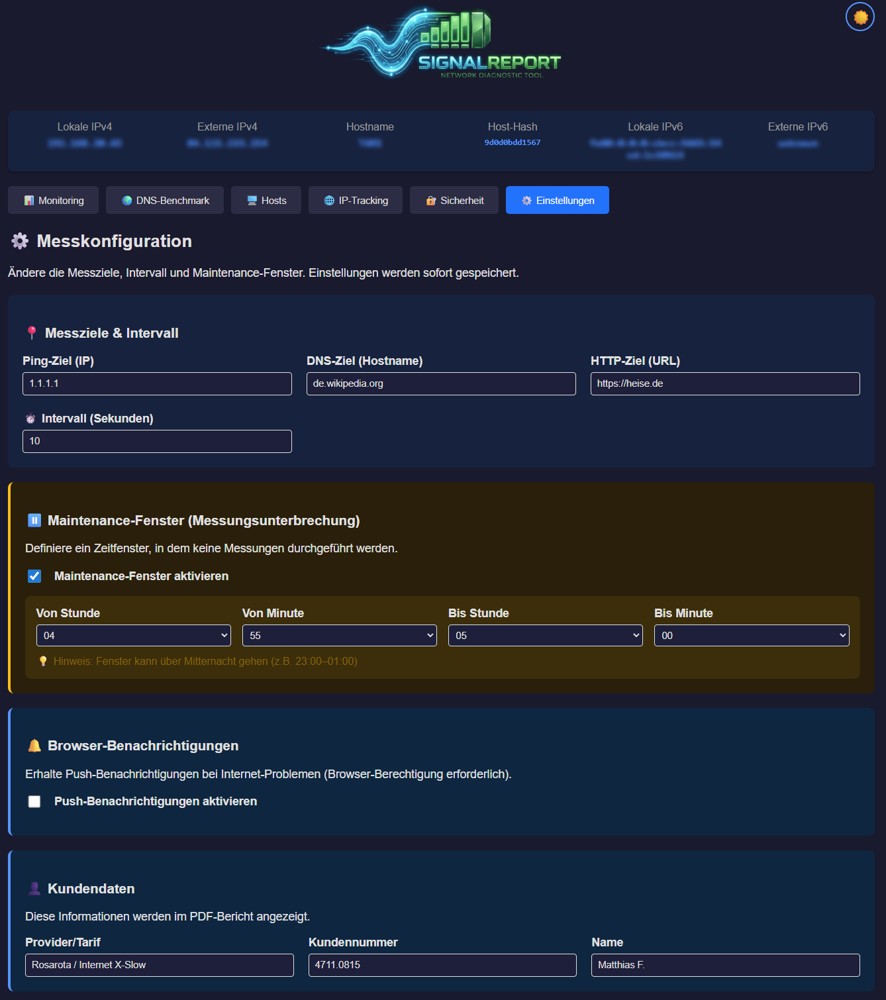 SIGNALREPORT
NETWORK DIAGNOSTIC TOOL
Lokale IPv4
Externe IPv4
Hostname
Host-Hash
9d0d0bdd1567
Lokale IPv6
Externe IPv6
Monitoring
DNS-Benchmark
Hosts
IP-Tracking
Sicherheit
Einstellungen
Messkonfiguration
Ändere die Messziele, Intervall und Maintenance-Fenster. Einstellungen werden sofort gespeichert.
Messziele & Intervall
Ping-Ziel (IP)
1.1.1.1
DNS-Ziel (Hostname)
de.wikipedia.org
HTTP-Ziel (URL)
https://heise.de
Intervall (Sekunden)
10
Maintenance-Fenster (Messungsunterbrechung)
Definiere ein Zeitfenster, in dem keine Messungen durchgeführt werden.
Maintenance-Fenster aktivieren
Von Stunde
04
Von Minute
55
Bis Stunde
05
Bis Minute
00
Hinweis: Fenster kann über Mitternacht gehen (z.B. 23:00–01:00)
Browser-Benachrichtigungen
Erhalte Push-Benachrichtigungen bei Internet-Problemen (Browser-Berechtigung erforderlich).
Push-Benachrichtigungen aktivieren
Kundendaten
Diese Informationen werden im PDF-Bericht angezeigt.
Provider/Tarif
Rosarota / Internet X-Slow
Kundennummer
4711.0815
Name
Matthias F.